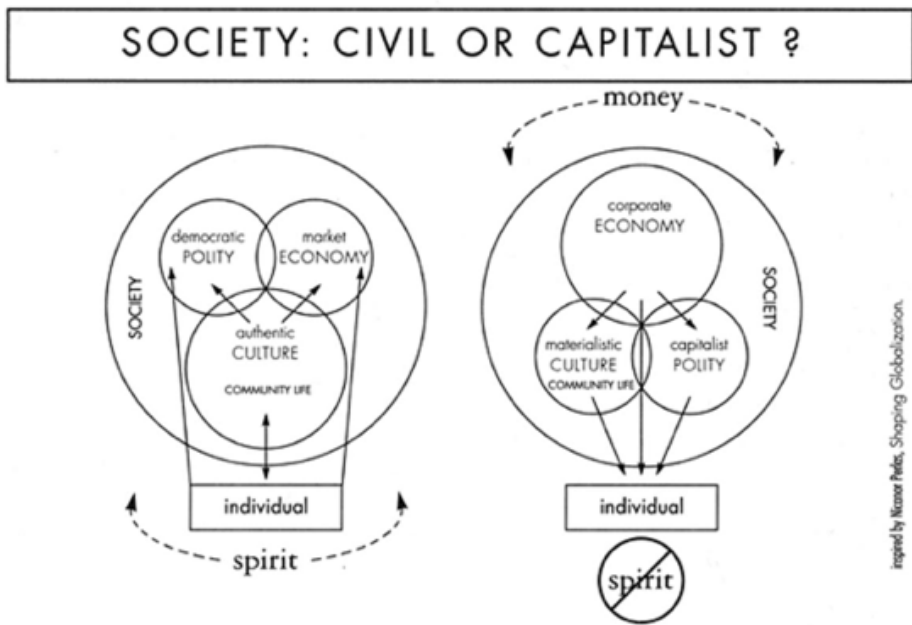 SOCIETY: CIVIL OR CAPITALIST ?
money
SOCIETY
democratic
POLITY
market
ECONOMY
authentic
CULTURE
COMMUNITY LIFE
individual
spirit
corporate
ECONOMY
SOCIETY
materialistic
CULTURE
COMMUNITY LIFE
capitalist
POLITY
individual
spirit
inspired by Nicanor Perlas, Shaping Globalization.